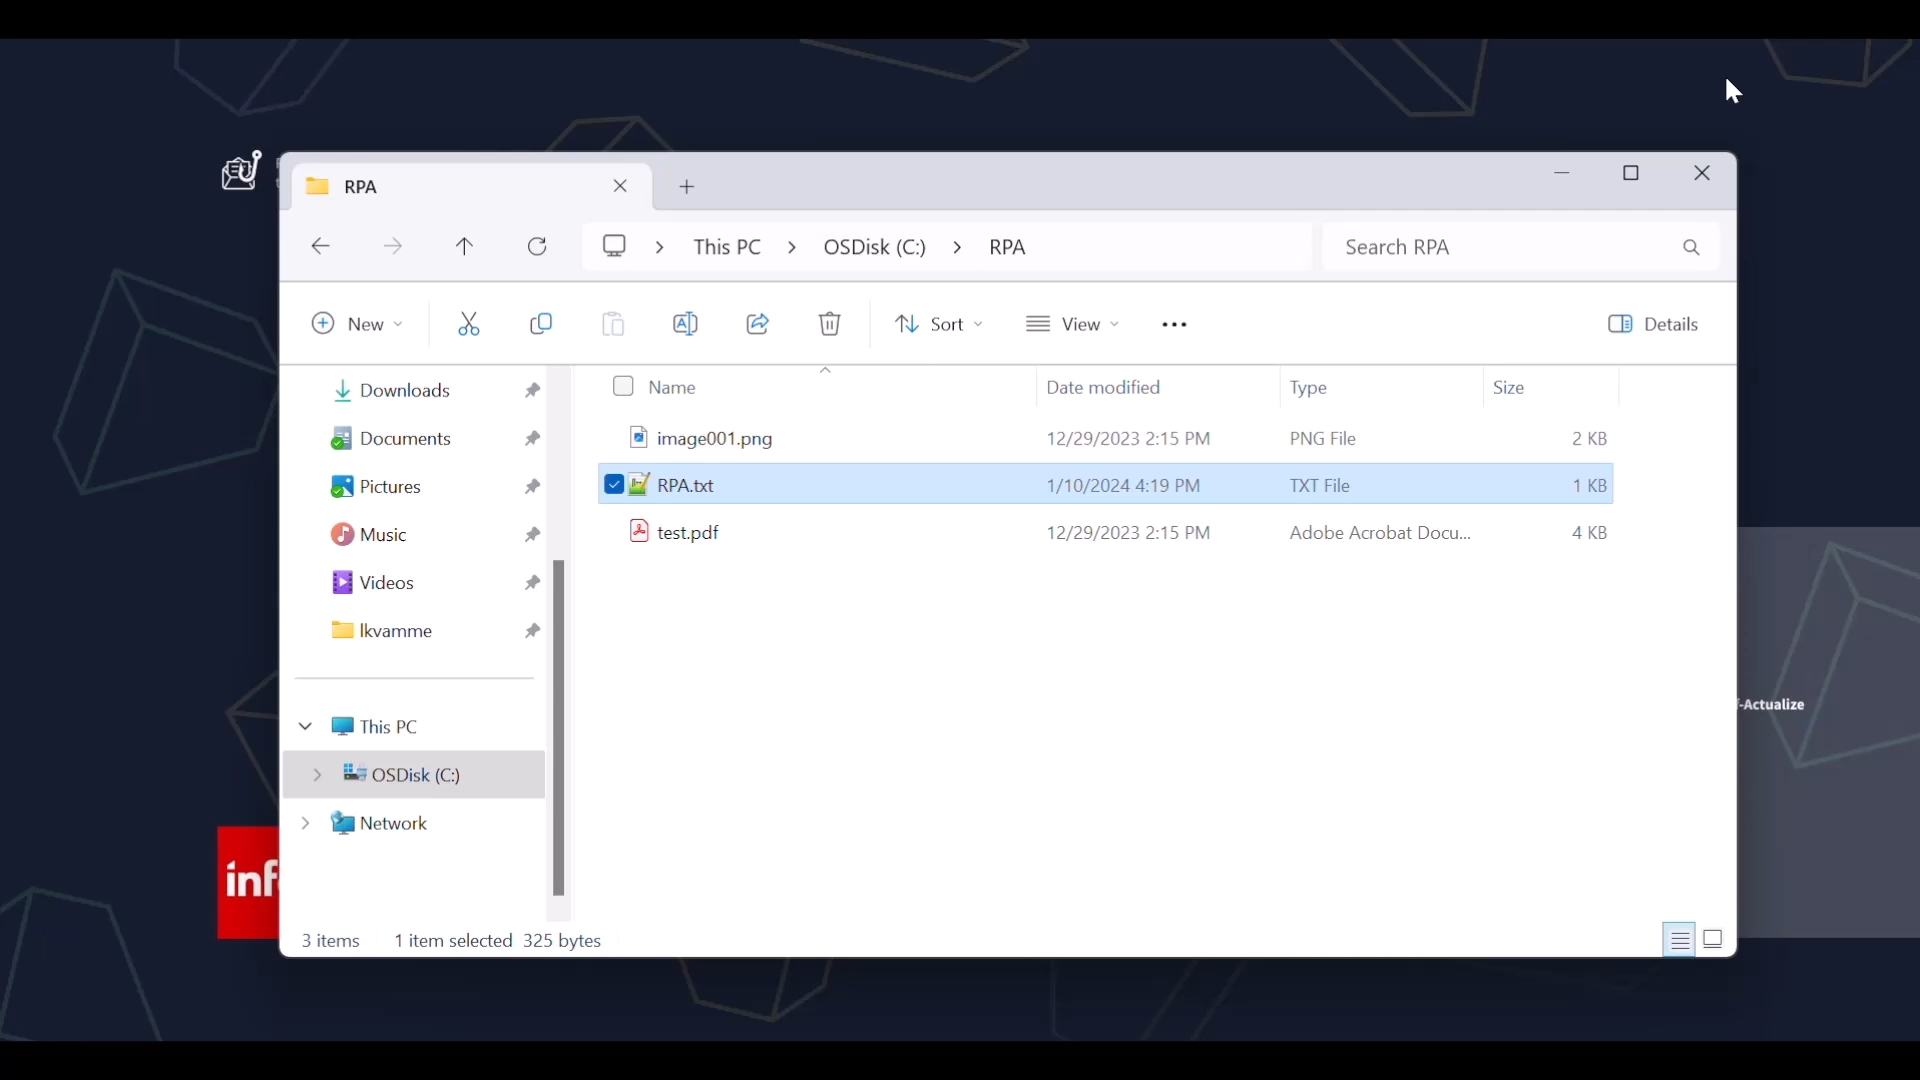 RPA
This PC > OSDisk (C:) > RPA
Search RPA
New
Sort
View
Details
Name Date modified Type Size
Downloads
image001.png 12/29/2023 2:15 PM PNG File 2 KB
Documents
RPA.txt 1/10/2024 4:19 PM TXT File 1 KB
Pictures
test.pdf 12/29/2023 2:15 PM Adobe Acrobat Docu... 4 KB
Music
Videos
lkvamme
This PC
OSDisk (C:)
Network
-Actualize
inf
3 items 1 item selected 325 bytes